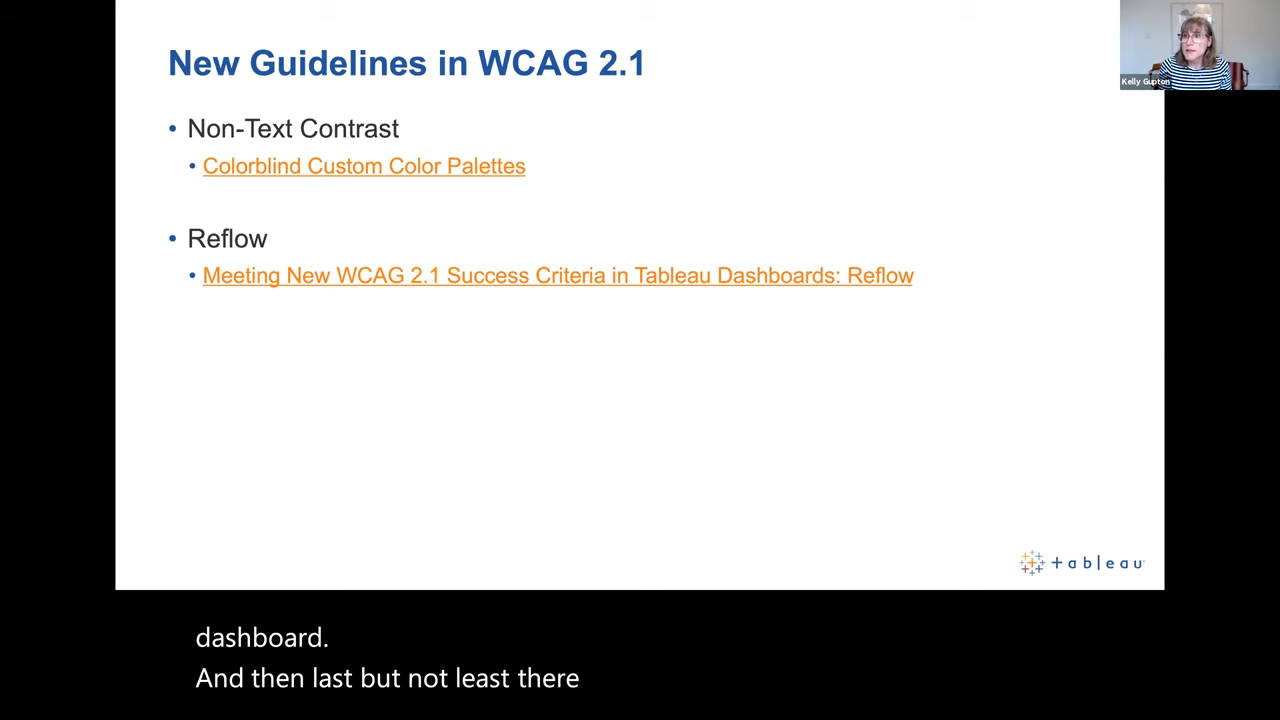 New Guidelines in WCAG 2.1
Kelly Gupton
• Non-Text Contrast
• Colorblind Custom Color Palettes
• Reflow
• Meeting New WCAG 2.1 Success Criteria in Tableau Dashboards: Reflow
+ a b l e a u
dashboard.
And then last but not least there